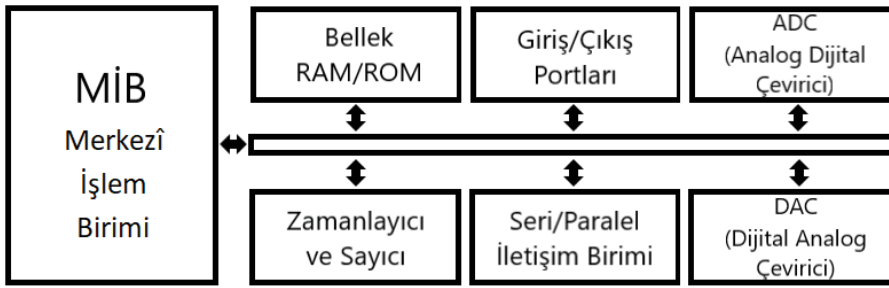 MİB
Merkezî
İşlem
Birimi
Bellek
RAM/ROM
Giriş/Çıkış
Portları
ADC
(Analog Dijital
Çevirici)
Zamanlayıcı
ve Sayıcı
Seri/Paralel
İletişim Birimi
DAC
(Dijital Analog
Çevirici)